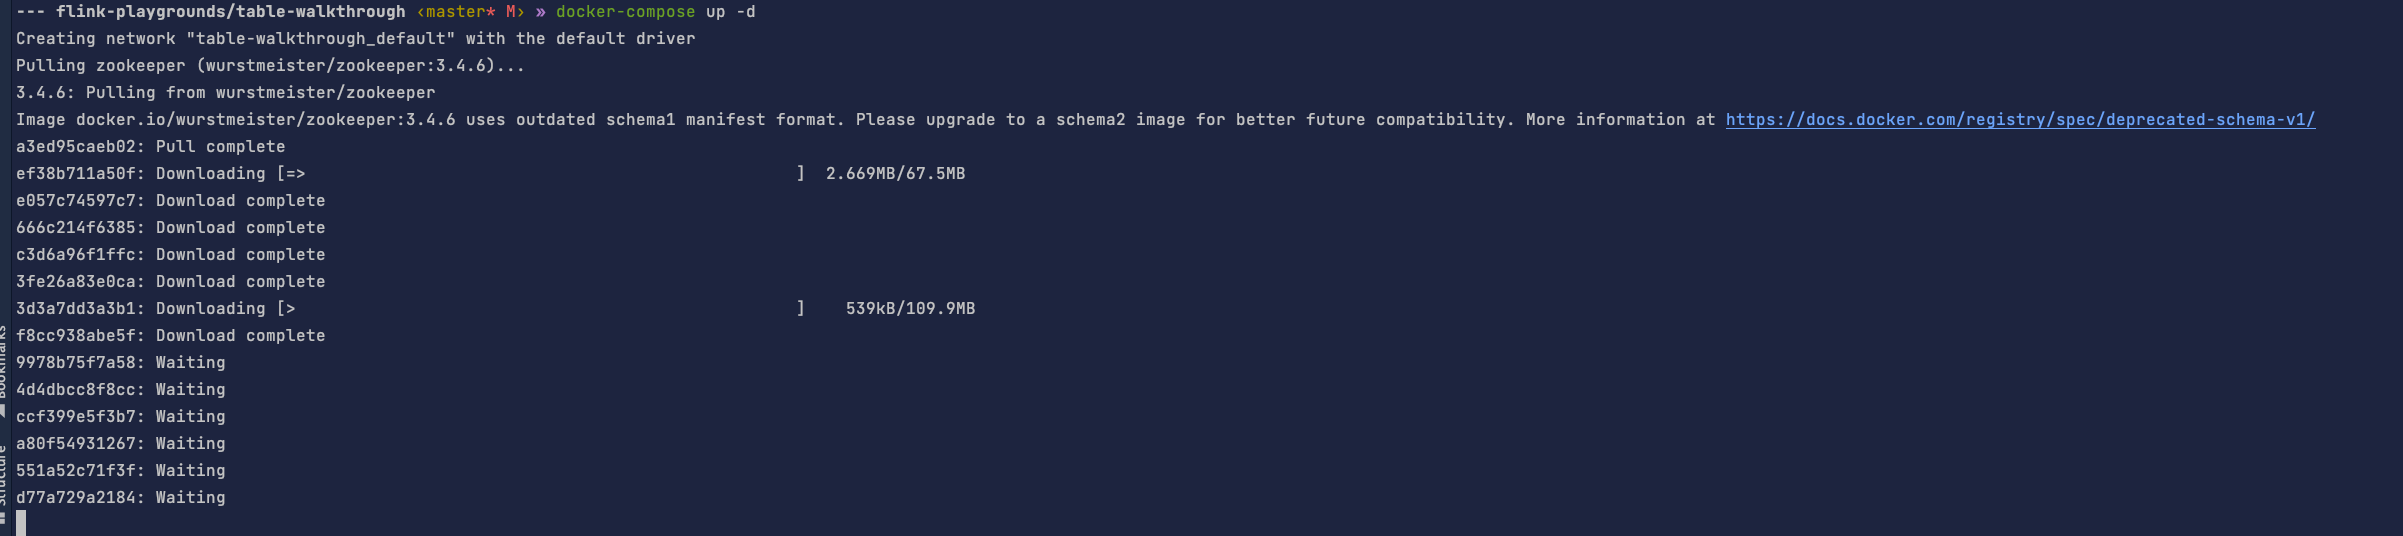 --- flink-playgrounds/table-walkthrough ‹master* M› » docker-compose up -d
Creating network "table-walkthrough_default" with the default driver
Pulling zookeeper (wurstmeister/zookeeper:3.4.6)...
3.4.6: Pulling from wurstmeister/zookeeper
Image docker.io/wurstmeister/zookeeper:3.4.6 uses outdated schema1 manifest format. Please upgrade to a schema2 image for better future compatibility. More information at https://docs.docker.com/registry/spec/deprecated-schema-v1/
a3ed95caeb02: Pull complete
ef38b711a50f: Downloading [=>                                                 ]  2.669MB/67.5MB
e057c74597c7: Download complete
666c214f6385: Download complete
c3d6a96f1ffc: Download complete
3fe26a83e0ca: Download complete
3d3a7dd3a3b1: Downloading [>                                                  ]    539kB/109.9MB
f8cc938abe5f: Download complete
9978b75f7a58: Waiting
4d4dbcc8f8cc: Waiting
ccf399e5f3b7: Waiting
a80f54931267: Waiting
551a52c71f3f: Waiting
d77a729a2184: Waiting
Bookmarks
Structure